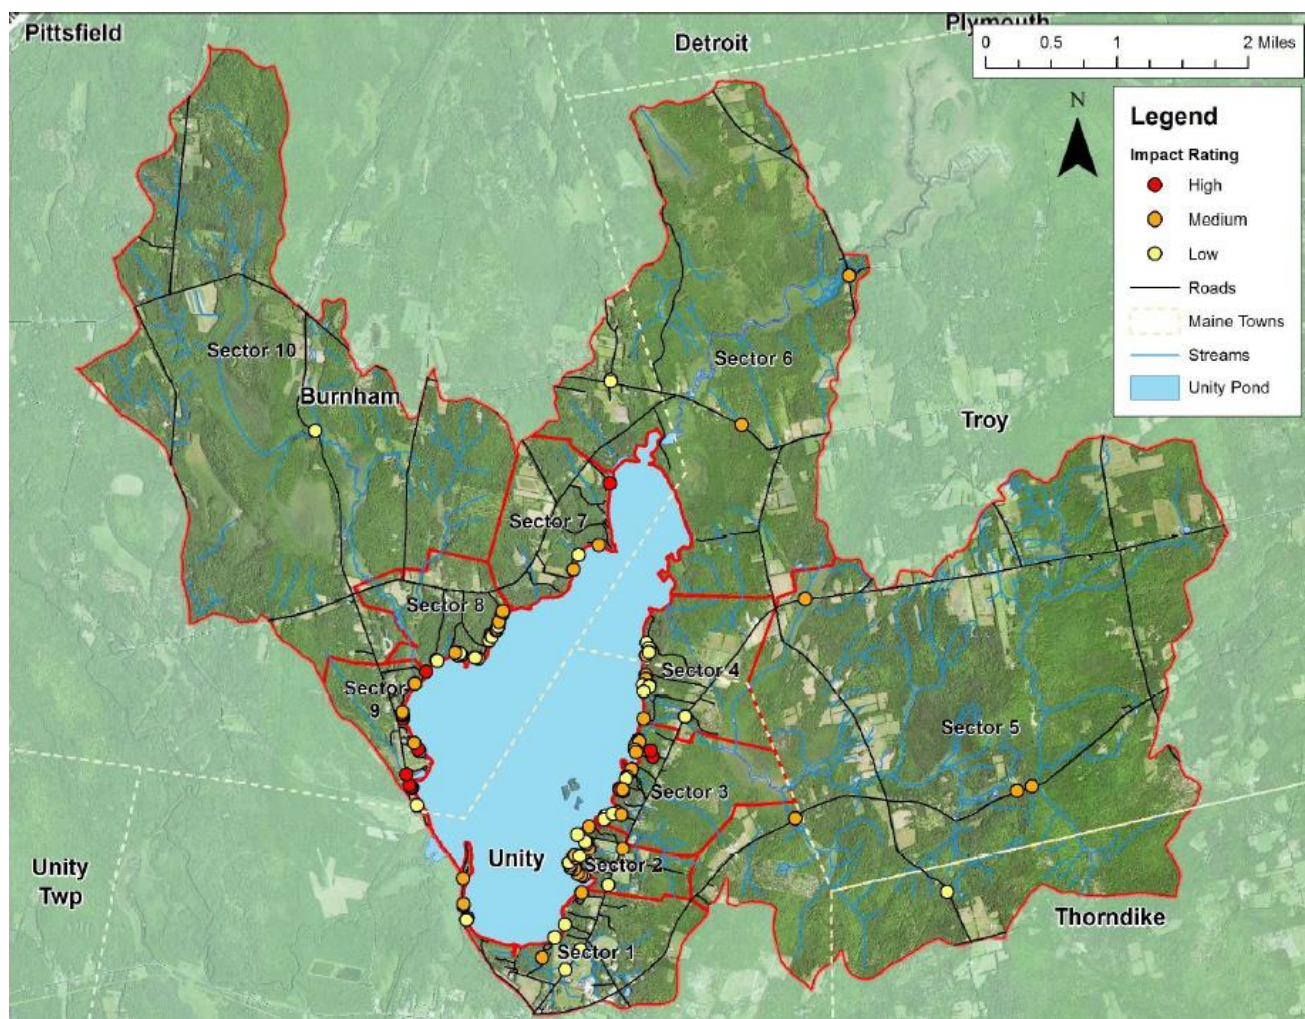 Pittsfield
Detroit
Plymouth
0 0.5 1 2 Miles
N
Legend
Impact Rating
High
Medium
Low
Roads
Maine Towns
Streams
Unity Pond
Sector 10
Sector 6
Burnham
Troy
Sector 7
Sector 8
Sector 4
Sector
9
Sector 5
Sector 3
Unity
Sector 2
Unity
Twp
Thorndike
Sector 1